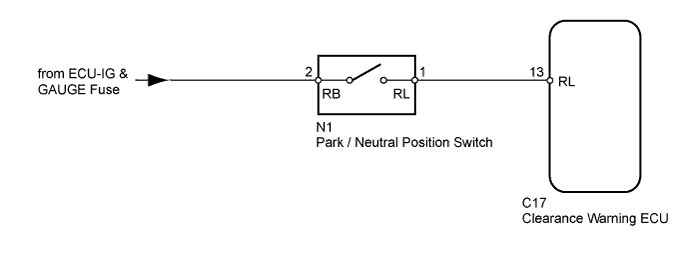 from ECU-IG &
GAUGE Fuse
2
RB
RL
1
N1
Park / Neutral Position Switch
13
RL
C17
Clearance Warning ECU